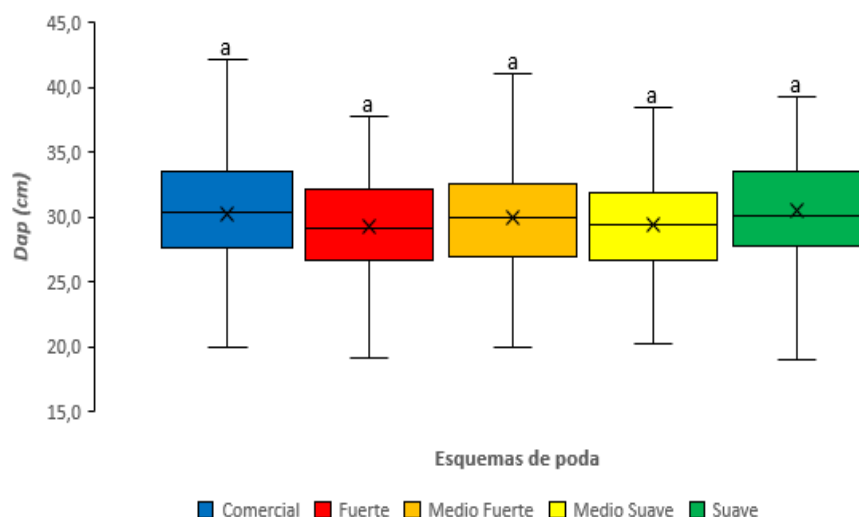 45,0
40,0
35,0
30,0
25,0
20,0
15,0
Dap (cm)
a
a
a
a
a
Esquemas de poda
Comercial Fuerte Medio Fuerte Medio Suave Suave